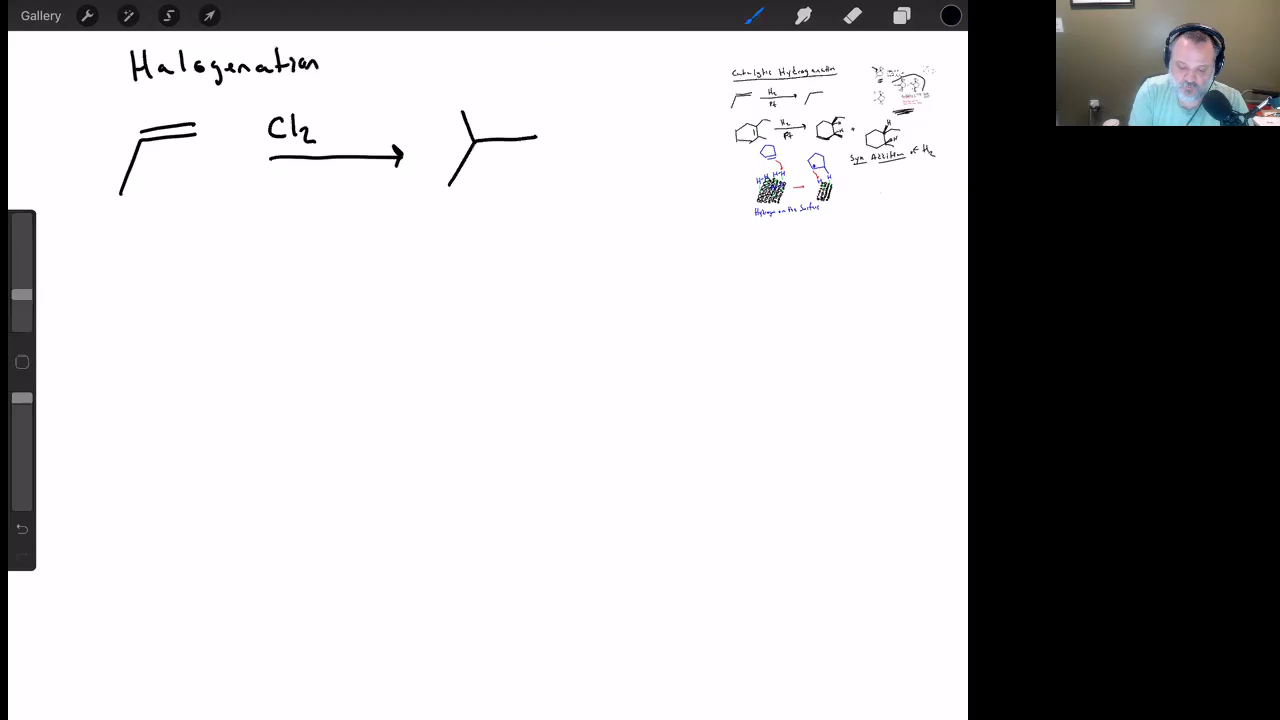 Gallery
Halogenation
Cl2
Catalytic Hydrogenation
H2
Pt
H2
Pt
+
H
H
Syn Addition of H2
H-H H-H
H
Hydrogen on the Surface